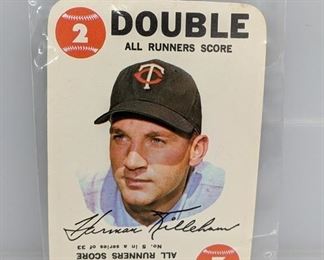 2 DOUBLE
ALL RUNNERS SCORE
TC
Harmon Killebrew
No. 5 in a series of 33
ALL RUNNERS SCORE